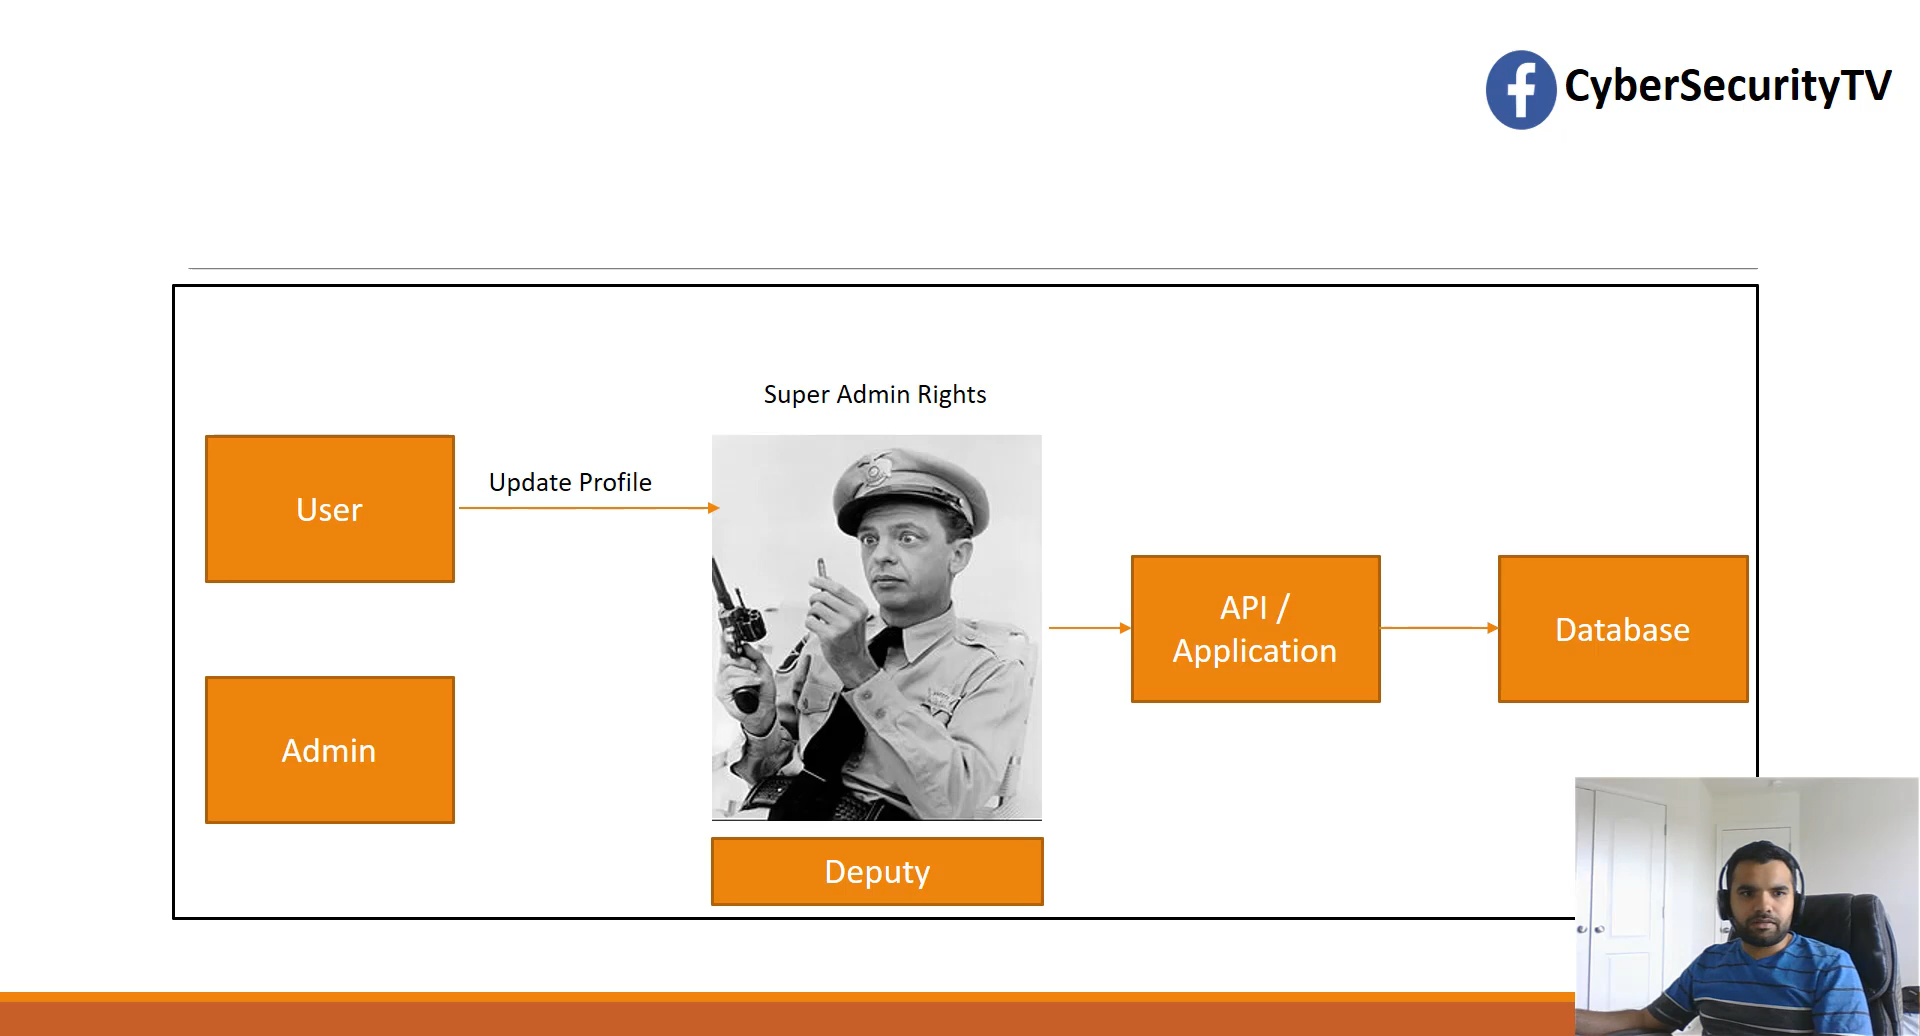 CyberSecurityTV
Super Admin Rights
User
Update Profile
API /
Application
Database
Admin
Deputy